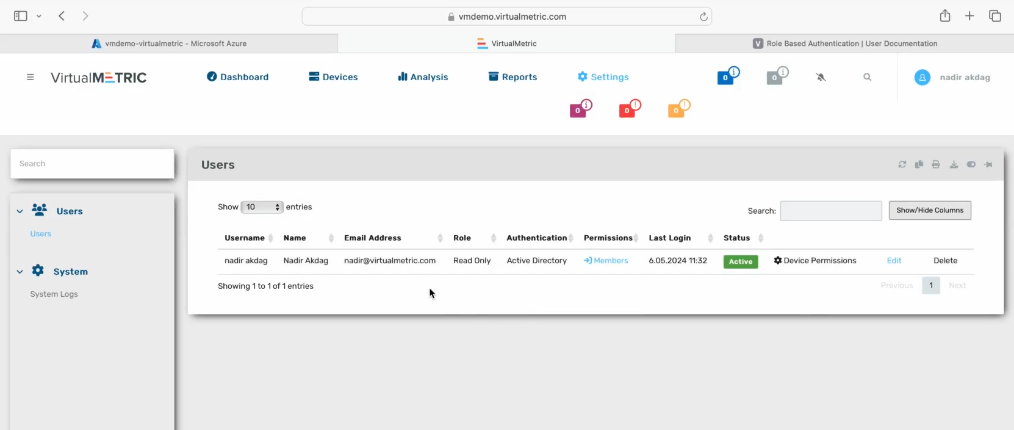 vmdemo.virtualmetric.com
vmdemo-virtualmetric - Microsoft Azure
VirtualMetric
V Role Based Authentication | User Documentation
VirtualMETRIC
Dashboard
Devices
Analysis
Reports
Settings
0
0
nadir akdag
0
0
0
Search
Users
Users
System
System Logs
Users
Show 10 entries
Search:
Show/Hide Columns
Username Name Email Address Role Authentication Permissions Last Login Status
nadir akdag Nadir Akdag nadir@virtualmetric.com Read Only Active Directory Members 6.05.2024 11:32 Active Device Permissions Edit Delete
Showing 1 to 1 of 1 entries
Previous 1 Next